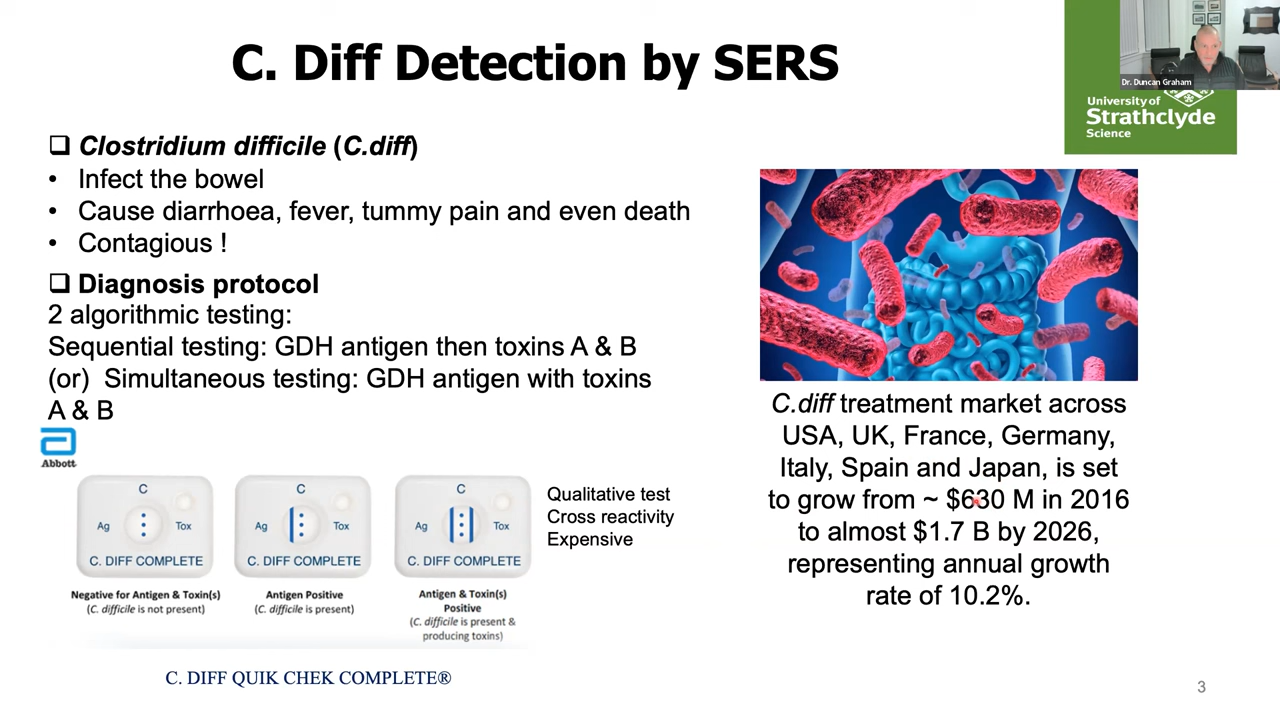 C. Diff Detection by SERS
Dr. Duncan Graham
University of
Strathclyde
Science
Clostridium difficile (C.diff)
• Infect the bowel
• Cause diarrhoea, fever, tummy pain and even death
• Contagious !
Diagnosis protocol
2 algorithmic testing:
Sequential testing: GDH antigen then toxins A & B
(or) Simultaneous testing: GDH antigen with toxins
A & B
Abbott
C
Ag
Tox
C. DIFF COMPLETE
Negative for Antigen & Toxin(s)
(C. difficile is not present)
C
Ag
Tox
C. DIFF COMPLETE
Antigen Positive
(C. difficile is present)
C
Ag
Tox
C. DIFF COMPLETE
Antigen & Toxin(s)
Positive
(C. difficile is present &
producing toxins)
Qualitative test
Cross reactivity
Expensive
C. DIFF QUIK CHEK COMPLETE®
C.diff treatment market across
USA, UK, France, Germany,
Italy, Spain and Japan, is set
to grow from ~ $630 M in 2016
to almost $1.7 B by 2026,
representing annual growth
rate of 10.2%.
3